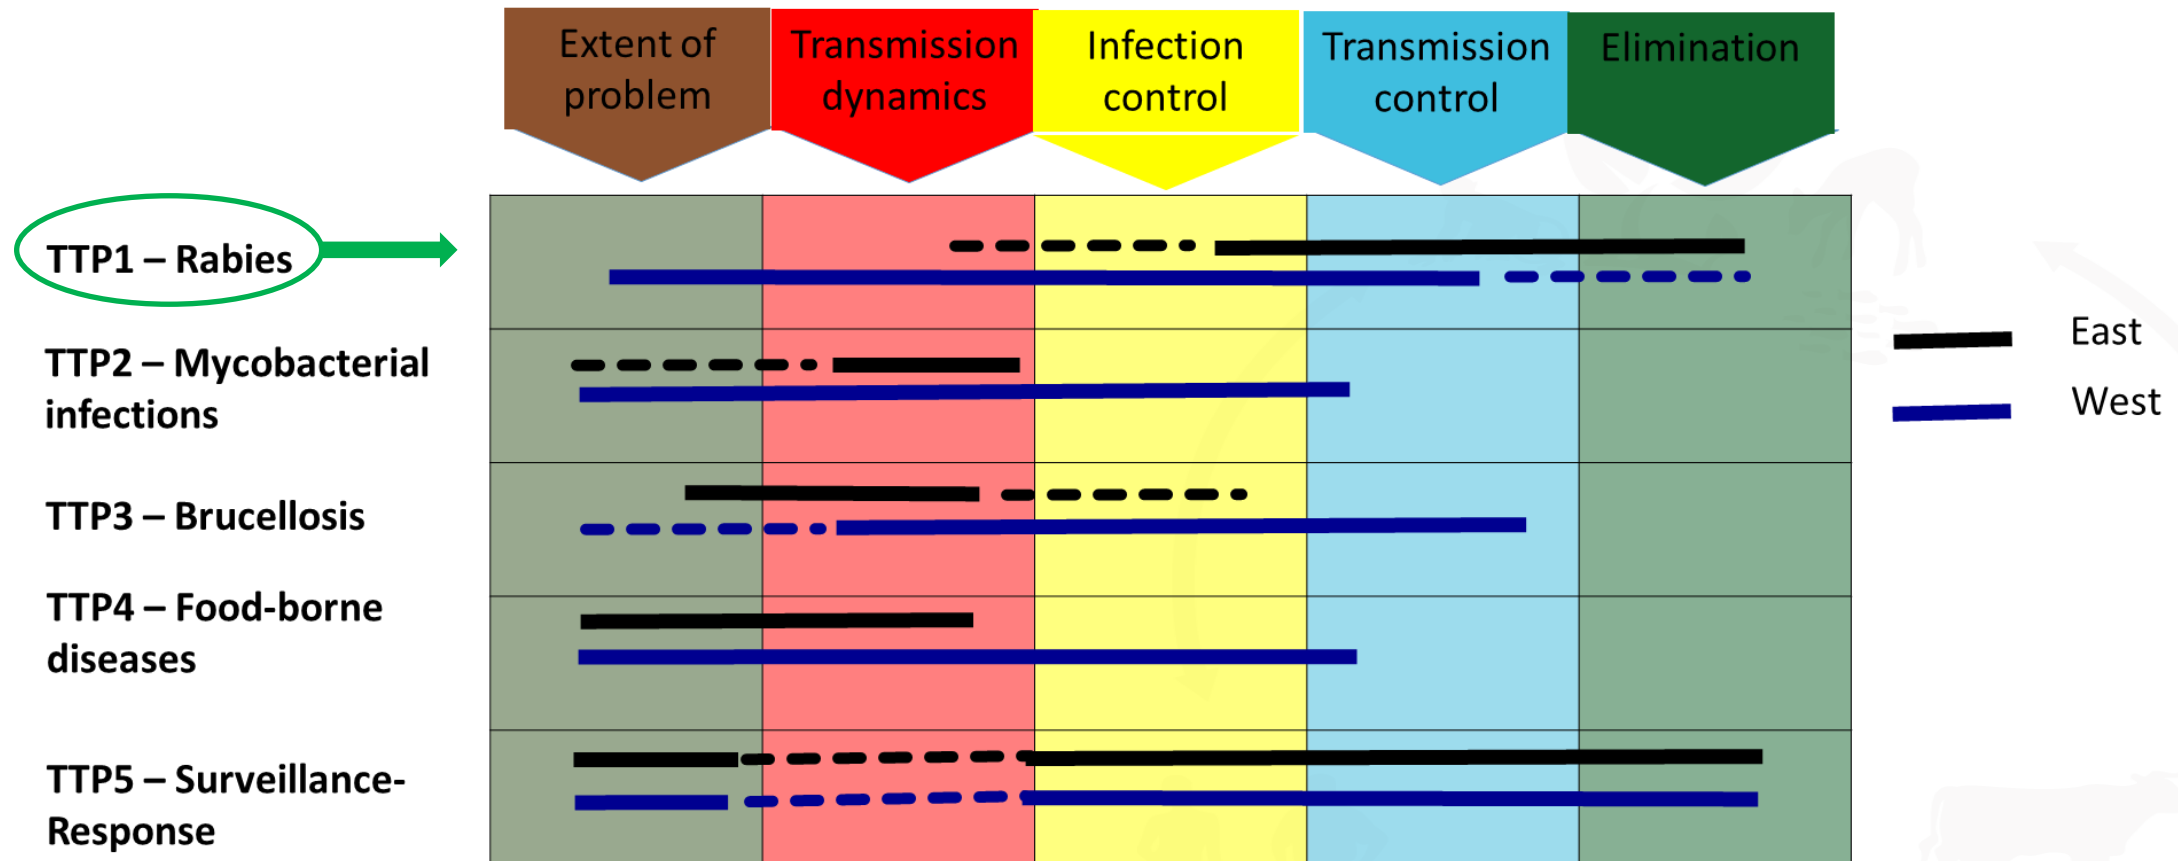 Extent of
problem
Transmission
dynamics
Infection
control
Transmission
control
Elimination
TTP1 – Rabies
TTP2 – Mycobacterial
infections
TTP3 – Brucellosis
TTP4 – Food-borne
diseases
TTP5 – Surveillance-
Response
East
West